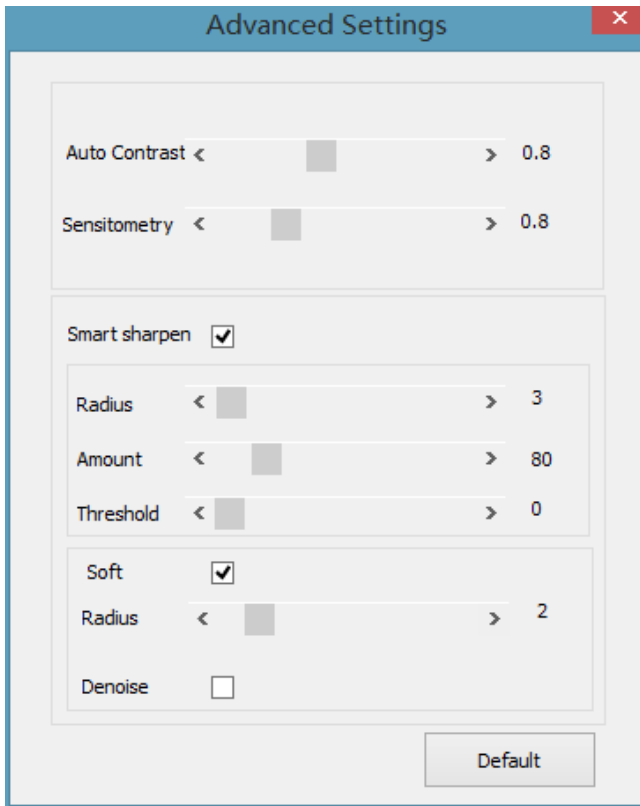 Advanced Settings
Auto Contrast 0.8
Sensitometry 0.8
Smart sharpen
Radius 3
Amount 80
Threshold 0
Soft
Radius 2
Denoise
Default